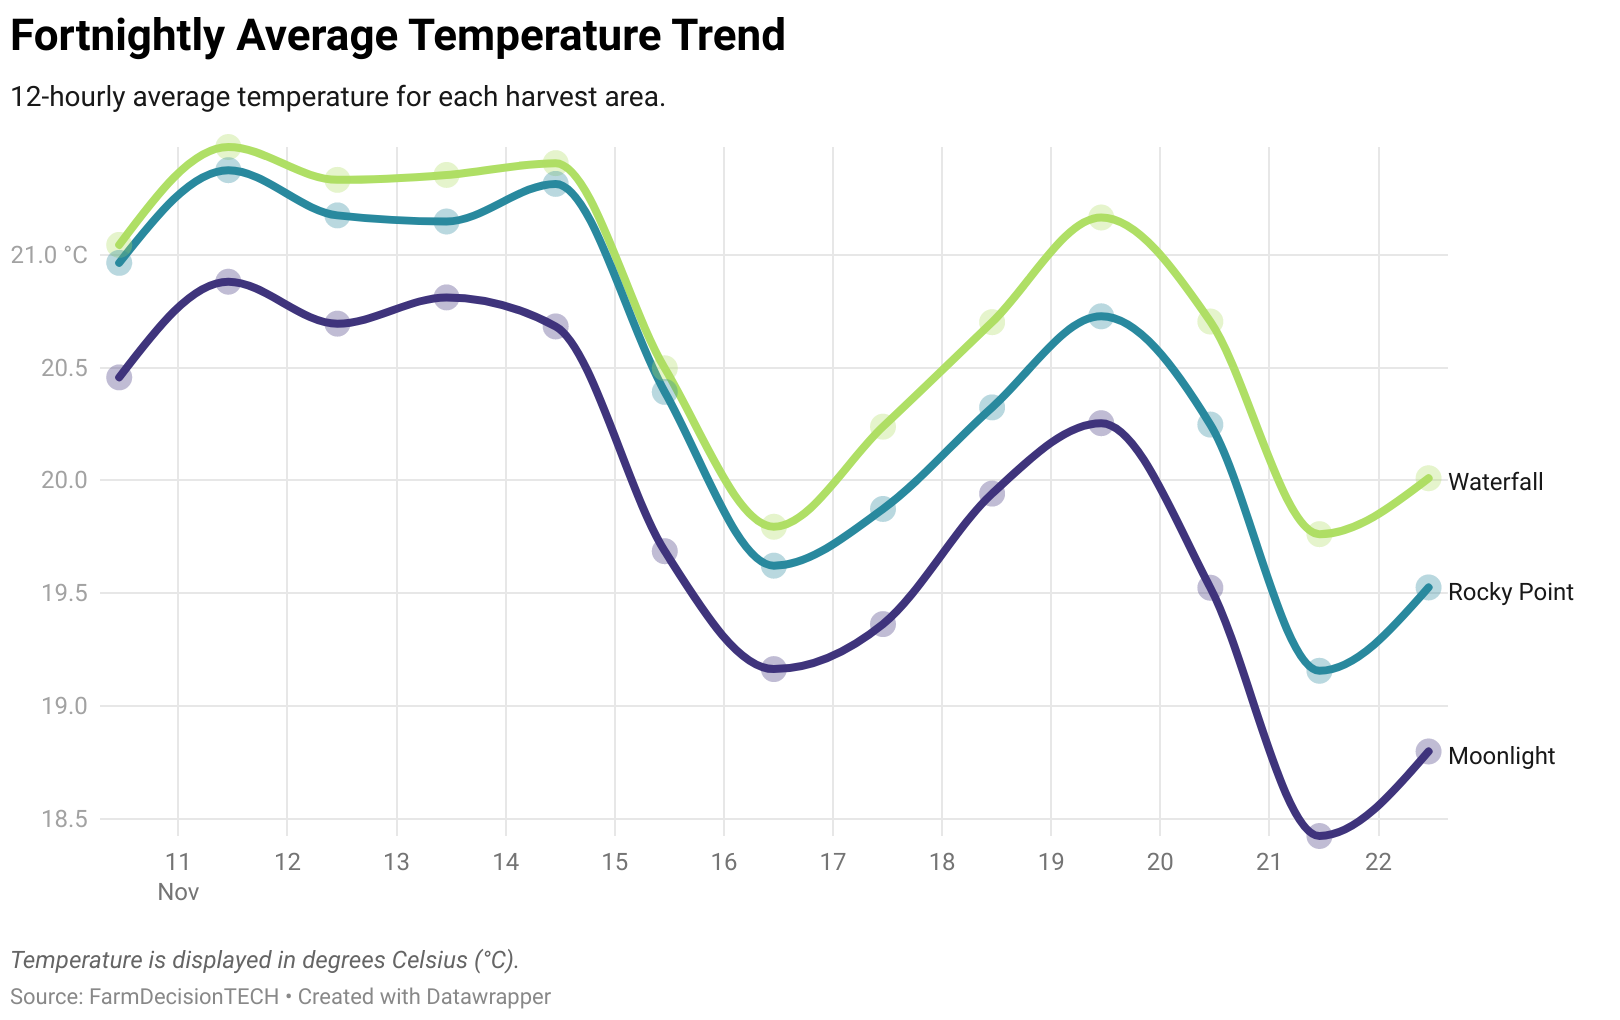 Fortnightly Average Temperature Trend
12-hourly average temperature for each harvest area.
21.0 °C
20.5
20.0
19.5
19.0
18.5
Waterfall
Rocky Point
Moonlight
11 12 13 14 15 16 17 18 19 20 21 22
Nov
Temperature is displayed in degrees Celsius (°C).
Source: FarmDecisionTECH • Created with Datawrapper